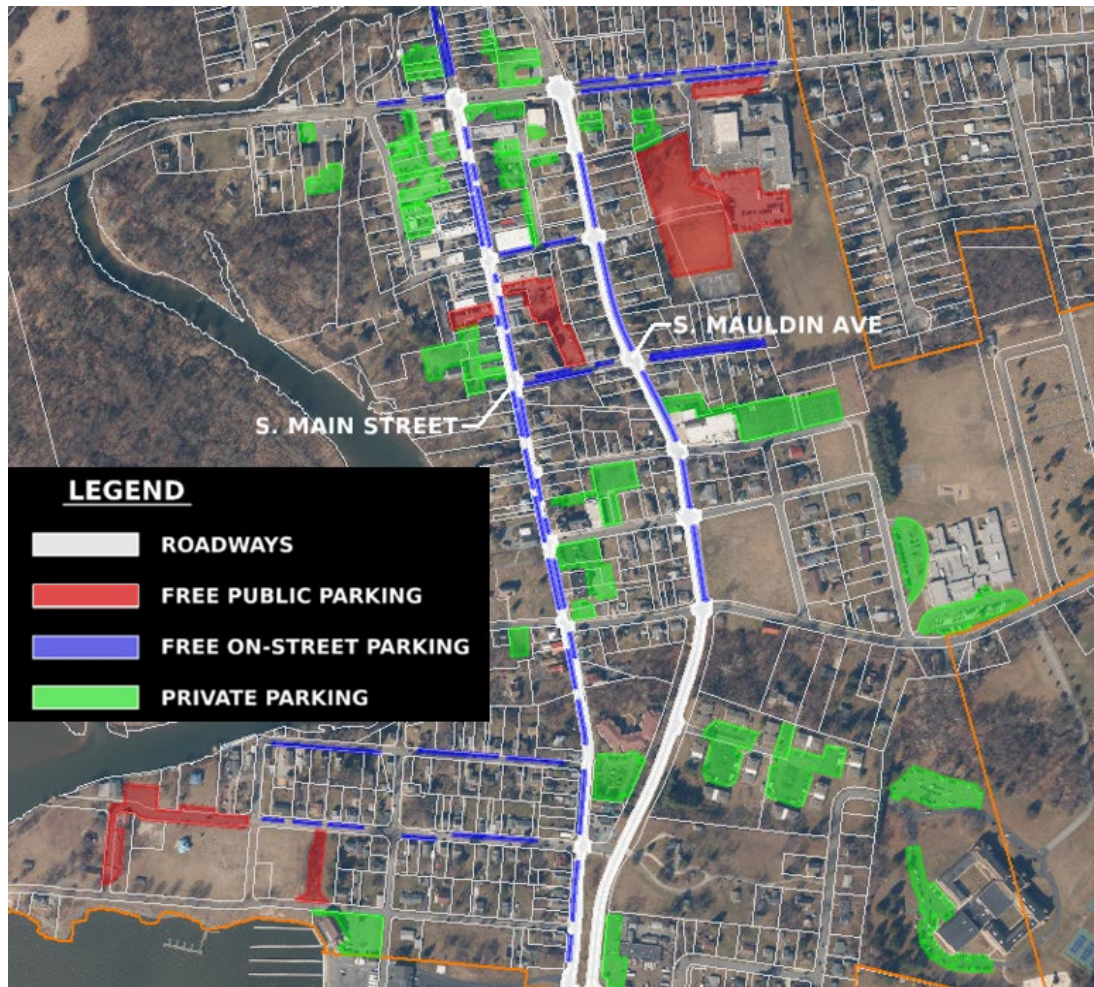 S. MAULDIN AVE
S. MAIN STREET
LEGEND
ROADWAYS
FREE PUBLIC PARKING
FREE ON-STREET PARKING
PRIVATE PARKING